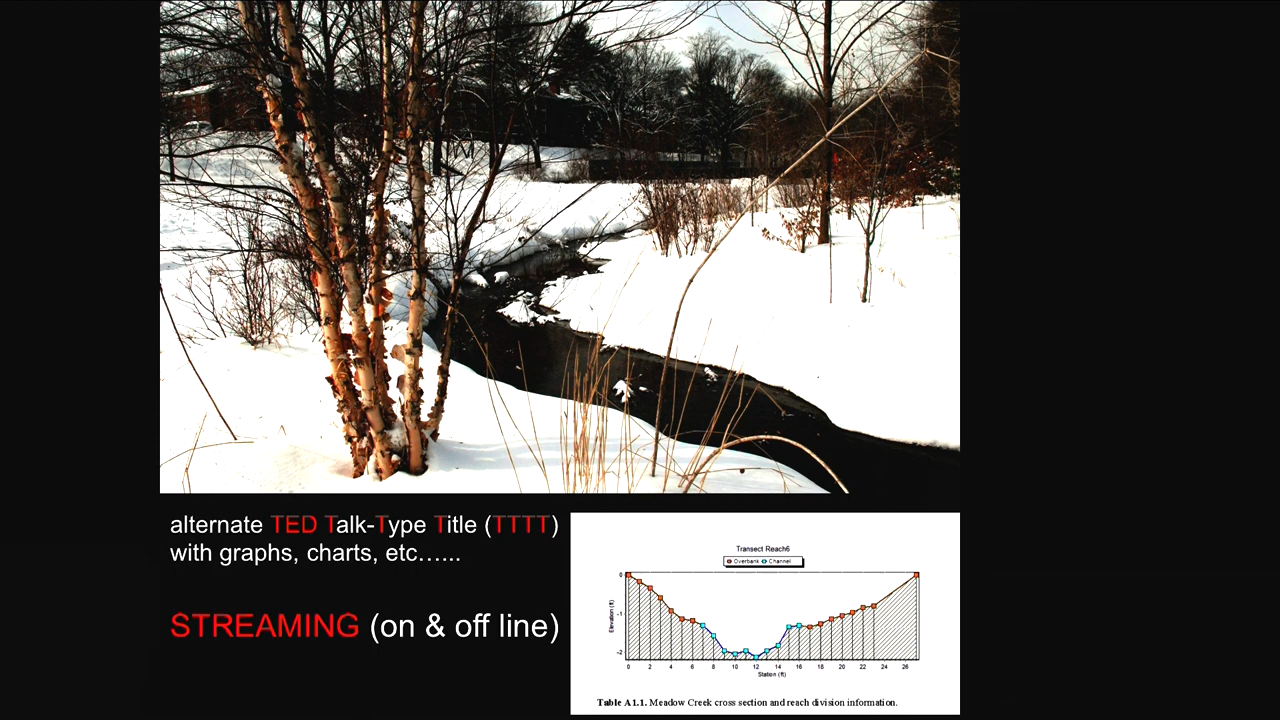 alternate TED Talk-Type Title (TTTT)
with graphs, charts, etc…...
STREAMING (on & off line)
Transect Reach6
Overbank Channel
Elevation (ft)
0
-1
-2
0 2 4 6 8 10 12 14 16 18 20 22 24 26
Station (ft)
Table A1.1. Meadow Creek cross section and reach division information.